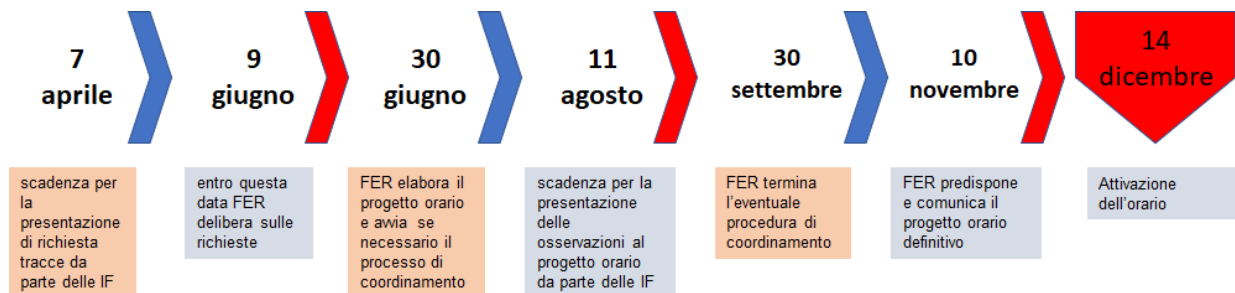 7
aprile
9
giugno
30
giugno
11
agosto
30
settembre
10
novembre
14
dicembre
scadenza per
la
presentazione
di richiesta
tracce da
parte delle IF
entro questa
data FER
delibera sulle
richieste
FER elabora il
progetto orario
e avvia se
necessario il
processo di
coordinamento
scadenza per la
presentazione
delle
osservazioni al
progetto orario
da parte delle IF
FER termina
l'eventuale
procedura di
coordinamento
FER predispone
e comunica il
progetto orario
definitivo
Attivazione
dell'orario